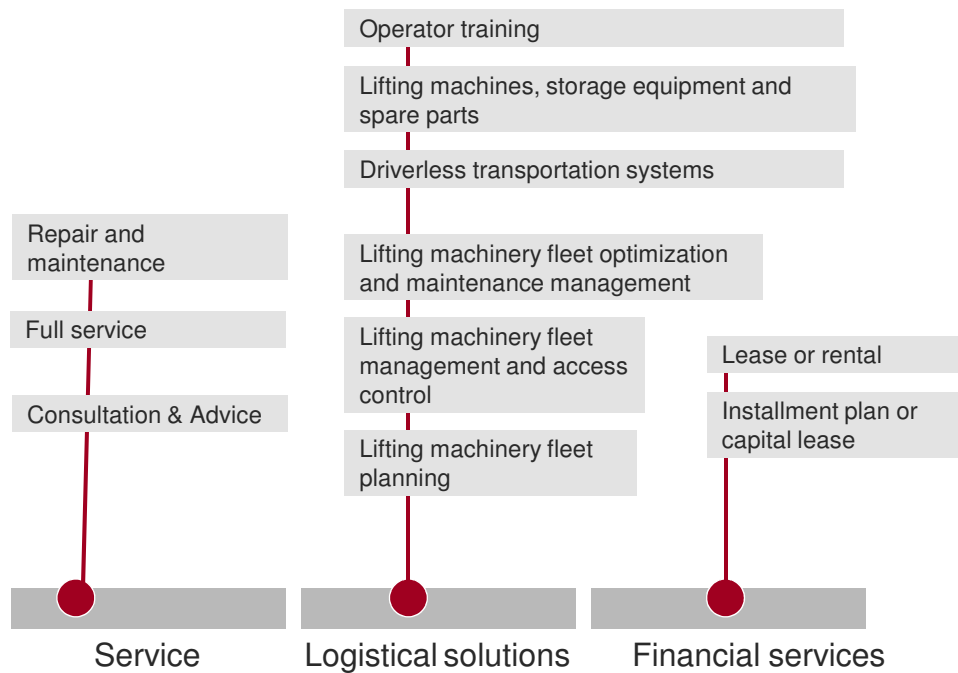 Operator training
Lifting machines, storage equipment and
spare parts
Driverless transportation systems
Repair and
maintenance
Lifting machinery fleet optimization
and maintenance management
Full service
Lifting machinery fleet
management and access
control
Lease or rental
Consultation & Advice
Installment plan or
capital lease
Lifting machinery fleet
planning
Service
Logistical solutions
Financial services